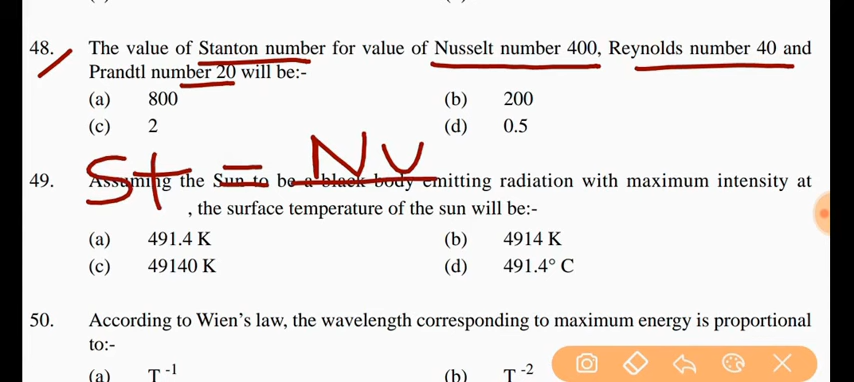 48. The value of Stanton number for value of Nusselt number 400, Reynolds number 40 and
Prandtl number 20 will be:-
(a) 800 (b) 200
(c) 2 (d) 0.5
St = NU
49. Assuming the Sun to be a black body emitting radiation with maximum intensity at
, the surface temperature of the sun will be:-
(a) 491.4 K (b) 4914 K
(c) 49140 K (d) 491.4° C
50. According to Wien's law, the wavelength corresponding to maximum energy is proportional
to:-
(a) T -1 (b) T -2